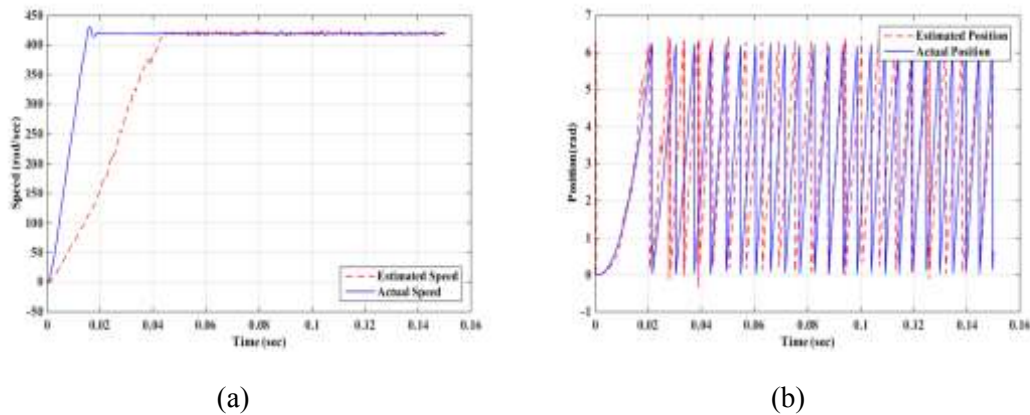 450
400
350
300
250
200
150
100
50
0
-50
Speed (rad/sec)
Estimated Speed
Actual Speed
0 0.02 0.04 0.06 0.08 0.1 0.12 0.14 0.16
Time (sec)
(a)
7
6
5
4
3
2
1
0
-1
Position(rad)
Estimated Position
Actual Position
0 0.02 0.04 0.06 0.08 0.1 0.12 0.14 0.16
Time(sec)
(b)